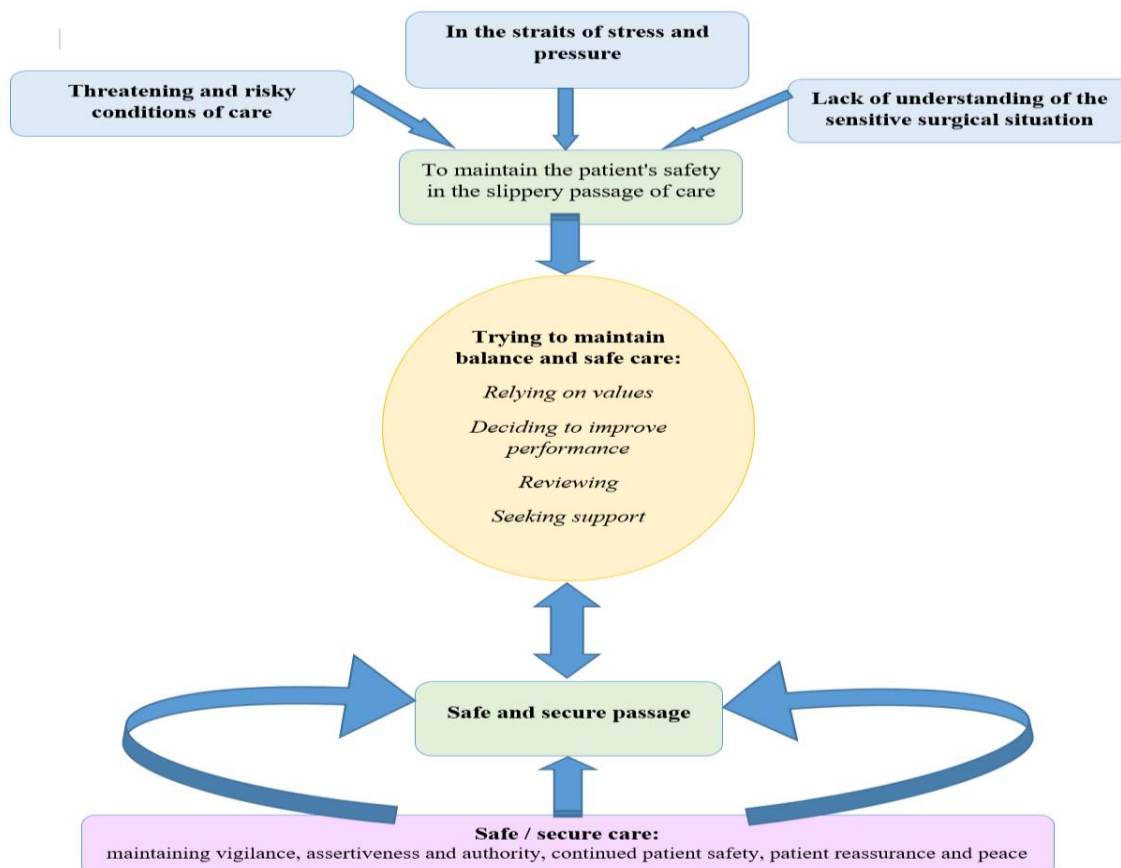 In the straits of stress and
pressure
Threatening and risky
conditions of care
Lack of understanding of the
sensitive surgical situation
To maintain the patient's safety
in the slippery passage of care
Trying to maintain
balance and safe care:
Relying on values
Deciding to improve
performance
Reviewing
Seeking support
Safe and secure passage
Safe / secure care:
maintaining vigilance, assertiveness and authority, continued patient safety, patient reassurance and peace